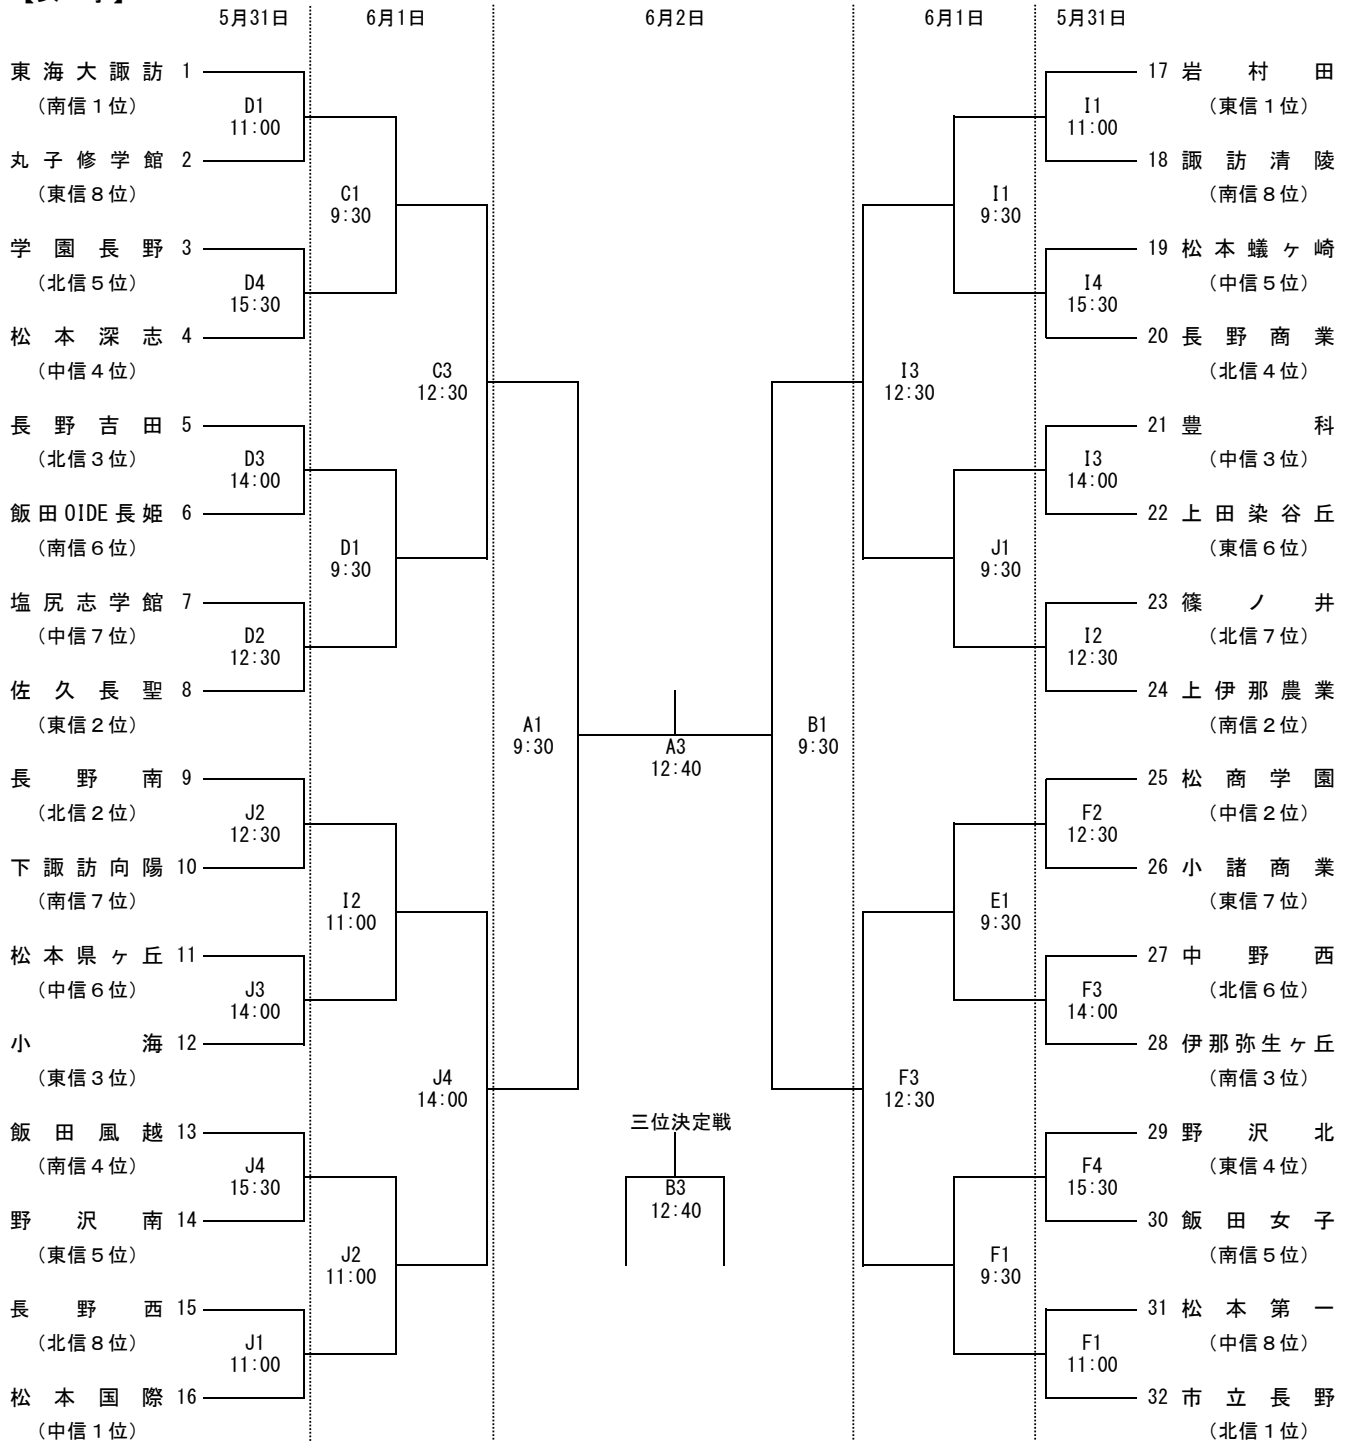 5月31日 6月1日 6月2日 6月1日 5月31日
東海大諏訪 1
17 岩村田
（南信１位）
（東信１位）
D1
11:00
I1
11:00
丸子修学館 2
18 諏訪清陵
（東信８位）
（南信８位）
C1
9:30
I1
9:30
学園長野 3
19 松本蟻ヶ崎
（北信５位）
（中信５位）
D4
15:30
I4
15:30
松本深志 4
20 長野商業
（中信４位）
（北信４位）
C3
12:30
I3
12:30
長野吉田 5
21 豊科
（北信３位）
（中信３位）
D3
14:00
I3
14:00
飯田OIDE長姫 6
22 上田染谷丘
（南信６位）
（東信６位）
D1
9:30
J1
9:30
塩尻志学館 7
23 篠ノ井
（中信７位）
（北信７位）
D2
12:30
I2
12:30
佐久長聖 8
24 上伊那農業
（東信２位）
（南信２位）
A1
9:30
A3
12:40
B1
9:30
長野南 9
25 松商学園
（北信２位）
（中信２位）
J2
12:30
F2
12:30
下諏訪向陽 10
26 小諸商業
（南信７位）
（東信７位）
I2
11:00
E1
9:30
松本県ヶ丘 11
27 中野西
（中信６位）
（北信６位）
J3
14:00
F3
14:00
小海 12
28 伊那弥生ヶ丘
（東信３位）
（南信３位）
J4
14:00
F3
12:30
三位決定戦
飯田風越 13
29 野沢北
（南信４位）
（東信４位）
J4
15:30
B3
12:40
F4
15:30
野沢南 14
30 飯田女子
（東信５位）
（南信５位）
J2
11:00
F1
9:30
長野西 15
31 松本第一
（北信８位）
（中信８位）
J1
11:00
F1
11:00
松本国際 16
32 市立長野
（中信１位）
（北信１位）